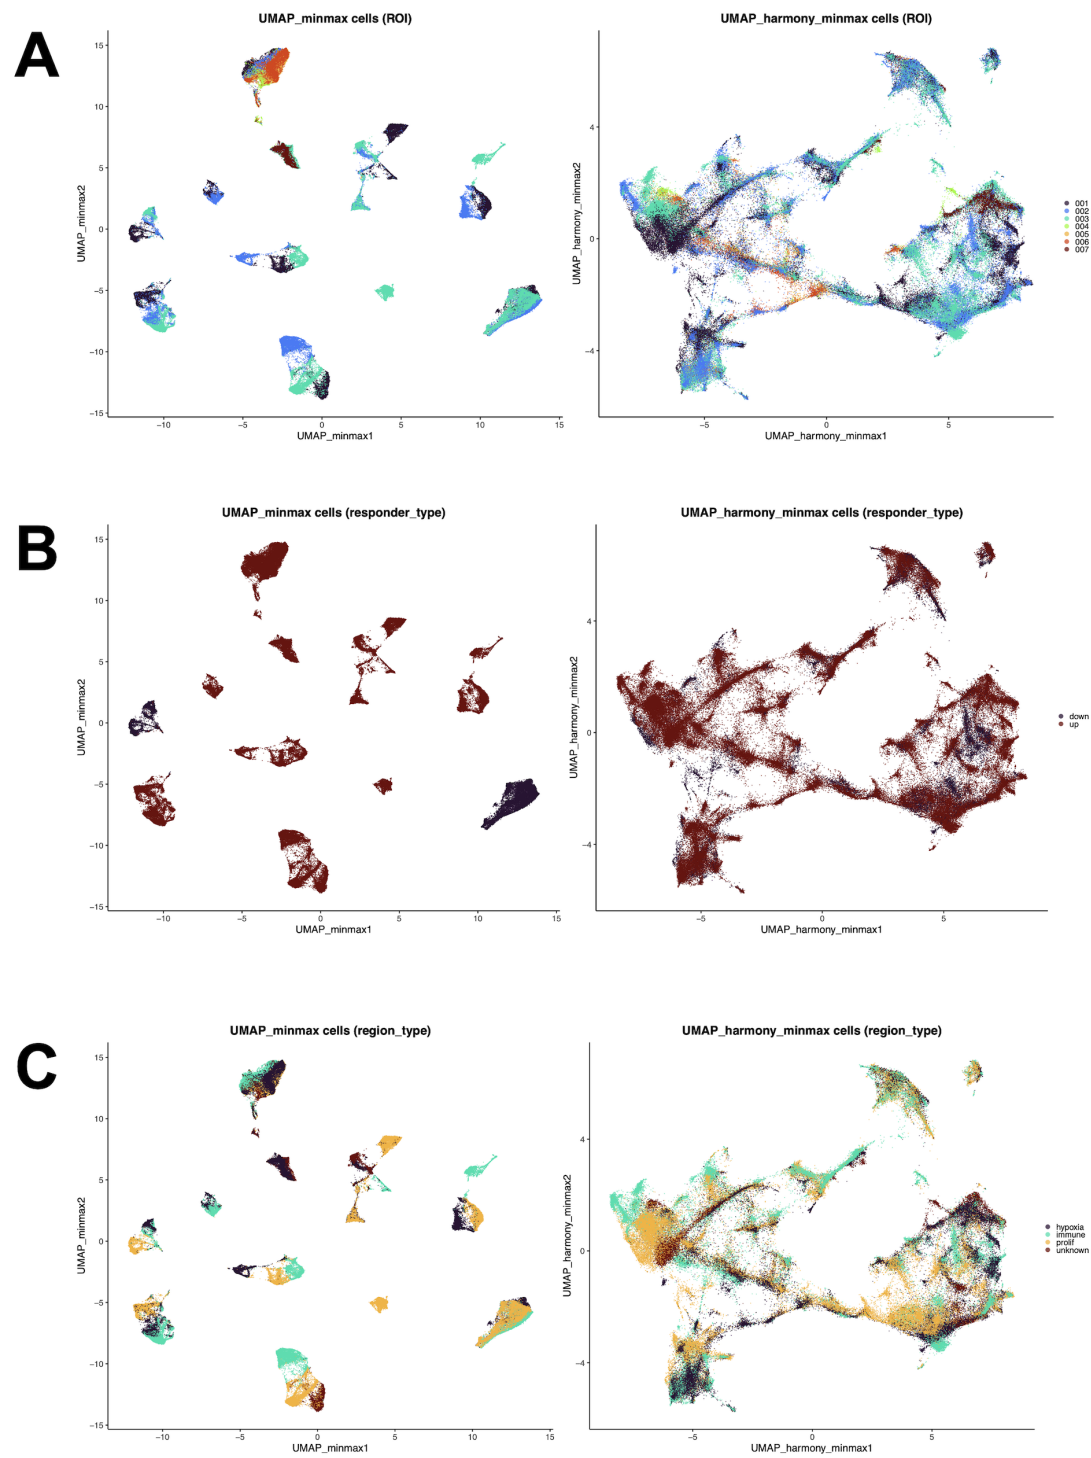 A
UMAP_minmax cells (ROI)
15
10
5
0
−5
−10
−15
−10
−5
0
5
10
15
UMAP_minmax1
UMAP_minmax2
UMAP_harmony_minmax cells (ROI)
4
0
−4
−5
0
5
UMAP_harmony_minmax1
UMAP_harmony_minmax2
001
002
003
004
005
006
007
B
UMAP_minmax cells (responder_type)
15
10
5
0
−5
−10
−15
−10
−5
0
5
10
15
UMAP_minmax1
UMAP_minmax2
UMAP_harmony_minmax cells (responder_type)
4
0
−4
−5
0
5
UMAP_harmony_minmax1
UMAP_harmony_minmax2
down
up
C
UMAP_minmax cells (region_type)
15
10
5
0
−5
−10
−15
−10
−5
0
5
10
15
UMAP_minmax1
UMAP_minmax2
UMAP_harmony_minmax cells (region_type)
4
0
−4
−5
0
5
UMAP_harmony_minmax1
UMAP_harmony_minmax2
hypoxia
immune
prolif
unknown